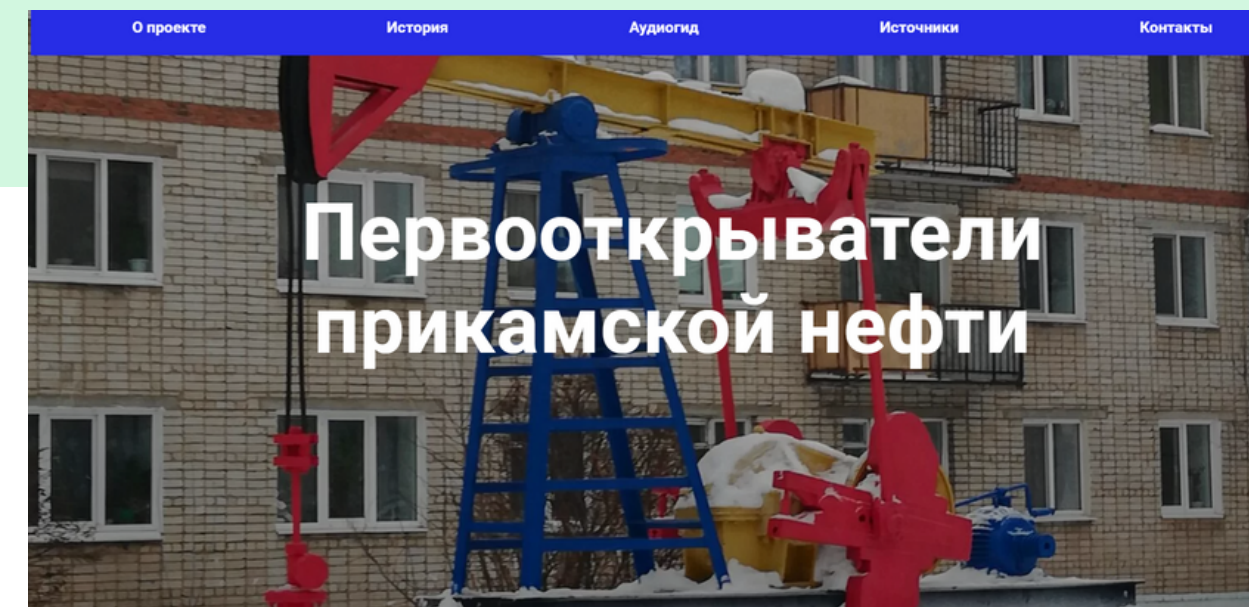 О проекте История Аудиогид Источники Контакты
Первооткрыватели
прикамской нефти